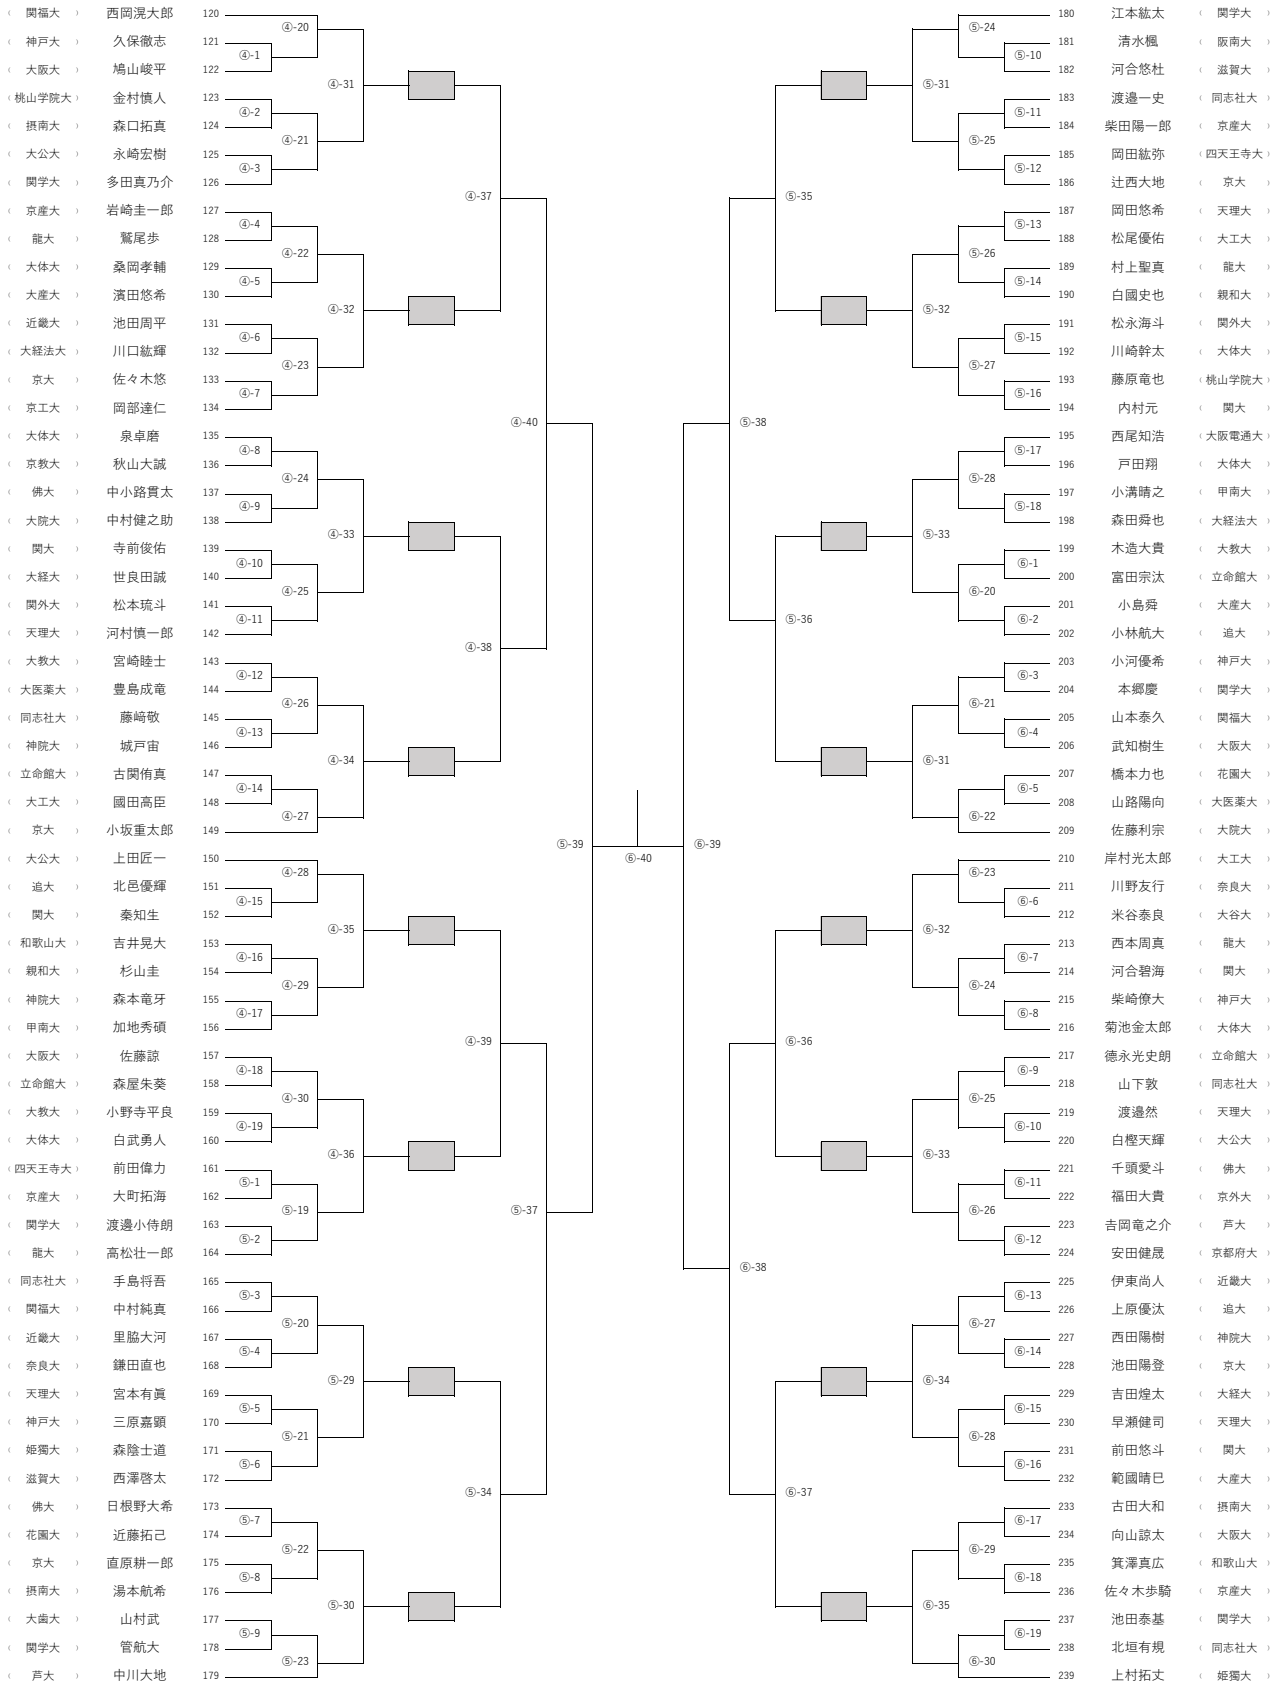 （ 関福大 ） 西岡滉大郎 120
（ 神戸大 ） 久保徹志 121
（ 大阪大 ） 鳩山峻平 122
（ 桃山学院大 ） 金村慎人 123
（ 摂南大 ） 森口拓真 124
（ 大公大 ） 永崎宏樹 125
（ 関学大 ） 多田真乃介 126
（ 京産大 ） 岩崎圭一郎 127
（ 龍大 ） 鷲尾歩 128
（ 大体大 ） 桑岡孝輔 129
（ 大産大 ） 濱田悠希 130
（ 近畿大 ） 池田周平 131
（ 大経法大 ） 川口紘輝 132
（ 京大 ） 佐々木悠 133
（ 京工大 ） 岡部達仁 134
（ 大体大 ） 泉卓磨 135
（ 京教大 ） 秋山大誠 136
（ 佛大 ） 中小路貫太 137
（ 大院大 ） 中村健之助 138
（ 関大 ） 寺前俊佑 139
（ 大経大 ） 世良田誠 140
（ 関外大 ） 松本琉斗 141
（ 天理大 ） 河村慎一郎 142
（ 大教大 ） 宮崎睦士 143
（ 大医薬大 ） 豊島成竜 144
（ 同志社大 ） 藤﨑敬 145
（ 神院大 ） 城戸宙 146
（ 立命館大 ） 古関侑真 147
（ 大工大 ） 國田高臣 148
（ 京大 ） 小坂重太郎 149
（ 大公大 ） 上田匠一 150
（ 追大 ） 北邑優輝 151
（ 関大 ） 秦知生 152
（ 和歌山大 ） 吉井晃大 153
（ 親和大 ） 杉山圭 154
（ 神院大 ） 森本竜牙 155
（ 甲南大 ） 加地秀碩 156
（ 大阪大 ） 佐藤諒 157
（ 立命館大 ） 森屋朱葵 158
（ 大教大 ） 小野寺平良 159
（ 大体大 ） 白武勇人 160
（ 四天王寺大 ） 前田偉力 161
（ 京産大 ） 大町拓海 162
（ 関学大 ） 渡邊小侍朗 163
（ 龍大 ） 高松壮一郎 164
（ 同志社大 ） 手島将吾 165
（ 関福大 ） 中村純真 166
（ 近畿大 ） 里脇大河 167
（ 奈良大 ） 鎌田直也 168
（ 天理大 ） 宮本有眞 169
（ 神戸大 ） 三原嘉顕 170
（ 姫獨大 ） 森陰士道 171
（ 滋賀大 ） 西澤啓太 172
（ 佛大 ） 日根野大希 173
（ 花園大 ） 近藤拓己 174
（ 京大 ） 直原耕一郎 175
（ 摂南大 ） 湯本航希 176
（ 大歯大 ） 山村武 177
（ 関学大 ） 管航大 178
（ 芦大 ） 中川大地 179
④-1
④-2
④-3
④-4
④-5
④-6
④-7
④-8
④-9
④-10
④-11
④-12
④-13
④-14
④-15
④-16
④-17
④-18
④-19
⑤-1
⑤-2
⑤-3
⑤-4
⑤-5
⑤-6
⑤-7
⑤-8
⑤-9
④-20
④-21
④-22
④-23
④-24
④-25
④-26
④-27
④-28
④-29
④-30
⑤-19
⑤-20
⑤-21
⑤-22
⑤-23
④-31
④-32
④-33
④-34
④-35
④-36
⑤-29
⑤-30
④-37
④-38
④-39
⑤-34
④-40
⑤-37
⑤-39
⑥-40
⑥-39
⑤-38
⑥-38
⑤-35
⑤-36
⑥-36
⑥-37
⑤-31
⑤-32
⑤-33
⑥-31
⑥-32
⑥-33
⑥-34
⑥-35
⑤-24
⑤-25
⑤-26
⑤-27
⑤-28
⑥-20
⑥-21
⑥-22
⑥-23
⑥-24
⑥-25
⑥-26
⑥-27
⑥-28
⑥-29
⑥-30
⑤-10
⑤-11
⑤-12
⑤-13
⑤-14
⑤-15
⑤-16
⑤-17
⑤-18
⑥-1
⑥-2
⑥-3
⑥-4
⑥-5
⑥-6
⑥-7
⑥-8
⑥-9
⑥-10
⑥-11
⑥-12
⑥-13
⑥-14
⑥-15
⑥-16
⑥-17
⑥-18
⑥-19
180 江本紘太 （ 関学大 ）
181 清水楓 （ 阪南大 ）
182 河合悠杜 （ 滋賀大 ）
183 渡邉一史 （ 同志社大 ）
184 柴田陽一郎 （ 京産大 ）
185 岡田紘弥 （ 四天王寺大 ）
186 辻西大地 （ 京大 ）
187 岡田悠希 （ 天理大 ）
188 松尾優佑 （ 大工大 ）
189 村上聖真 （ 龍大 ）
190 白國史也 （ 親和大 ）
191 松永海斗 （ 関外大 ）
192 川崎幹太 （ 大体大 ）
193 藤原竜也 （ 桃山学院大 ）
194 内村元 （ 関大 ）
195 西尾知浩 （ 大阪電通大 ）
196 戸田翔 （ 大体大 ）
197 小溝晴之 （ 甲南大 ）
198 森田舜也 （ 大経法大 ）
199 木造大貴 （ 大教大 ）
200 富田宗汰 （ 立命館大 ）
201 小島舜 （ 大産大 ）
202 小林航大 （ 追大 ）
203 小河優希 （ 神戸大 ）
204 本郷慶 （ 関学大 ）
205 山本泰久 （ 関福大 ）
206 武知樹生 （ 大阪大 ）
207 橋本力也 （ 花園大 ）
208 山路陽向 （ 大医薬大 ）
209 佐藤利宗 （ 大院大 ）
210 岸村光太郎 （ 大工大 ）
211 川野友行 （ 奈良大 ）
212 米谷泰良 （ 大谷大 ）
213 西本周真 （ 龍大 ）
214 河合碧海 （ 関大 ）
215 柴崎僚大 （ 神戸大 ）
216 菊池金太郎 （ 大体大 ）
217 德永光史朗 （ 立命館大 ）
218 山下敦 （ 同志社大 ）
219 渡邉然 （ 天理大 ）
220 白樫天輝 （ 大公大 ）
221 千頭愛斗 （ 佛大 ）
222 福田大貴 （ 京外大 ）
223 𠮷岡竜之介 （ 芦大 ）
224 安田健晟 （ 京都府大 ）
225 伊東尚人 （ 近畿大 ）
226 上原優汰 （ 追大 ）
227 西田陽樹 （ 神院大 ）
228 池田陽登 （ 京大 ）
229 吉田煌太 （ 大経大 ）
230 早瀬健司 （ 天理大 ）
231 前田悠斗 （ 関大 ）
232 範國晴巳 （ 大産大 ）
233 古田大和 （ 摂南大 ）
234 向山諒太 （ 大阪大 ）
235 箕澤真広 （ 和歌山大 ）
236 佐々木歩騎 （ 京産大 ）
237 池田泰基 （ 関学大 ）
238 北垣有規 （ 同志社大 ）
239 上村拓丈 （ 姫獨大 ）